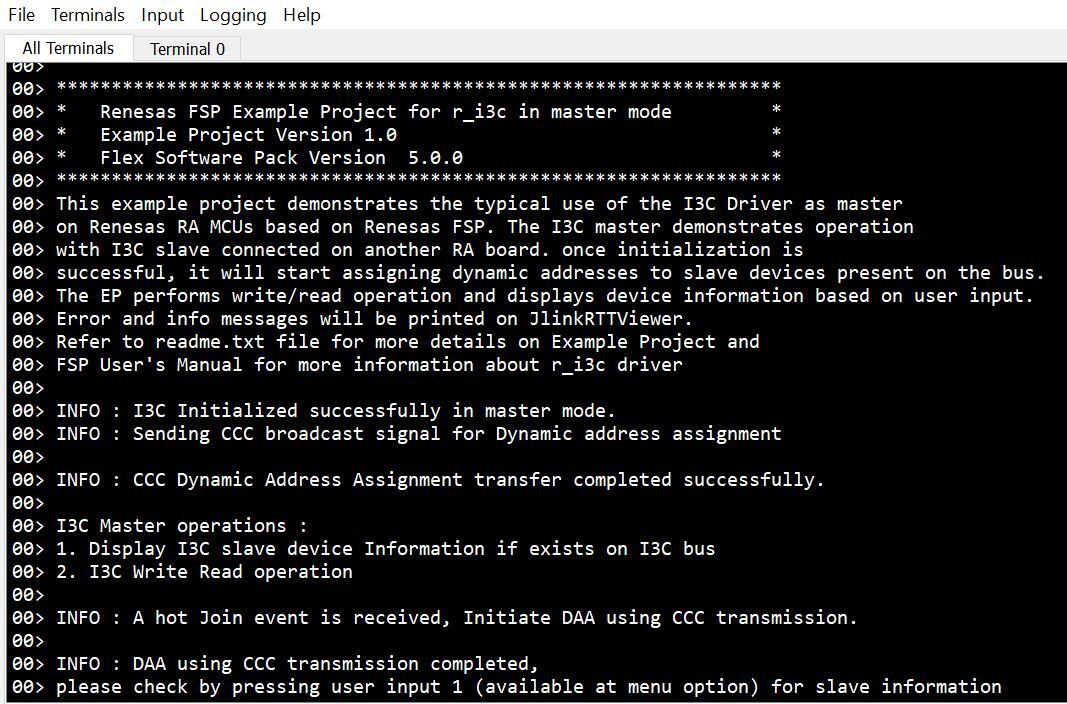 File Terminals Input Logging Help
All Terminals Terminal 0
00>
00> ******************************************************************
00> *   Renesas FSP Example Project for r_i3c in master mode         *
00> *   Example Project Version 1.0                                  *
00> *   Flex Software Pack Version  5.0.0                            *
00> ******************************************************************
00> This example project demonstrates the typical use of the I3C Driver as master
00> on Renesas RA MCUs based on Renesas FSP. The I3C master demonstrates operation
00> with I3C slave connected on another RA board. once initialization is
00> successful, it will start assigning dynamic addresses to slave devices present on the bus.
00> The EP performs write/read operation and displays device information based on user input.
00> Error and info messages will be printed on JlinkRTTViewer.
00> Refer to readme.txt file for more details on Example Project and
00> FSP User's Manual for more information about r_i3c driver
00>
00> INFO : I3C Initialized successfully in master mode.
00> INFO : Sending CCC broadcast signal for Dynamic address assignment
00>
00> INFO : CCC Dynamic Address Assignment transfer completed successfully.
00>
00> I3C Master operations :
00> 1. Display I3C slave device Information if exists on I3C bus
00> 2. I3C Write Read operation
00>
00> INFO : A hot Join event is received, Initiate DAA using CCC transmission.
00>
00> INFO : DAA using CCC transmission completed,
00> please check by pressing user input 1 (available at menu option) for slave information